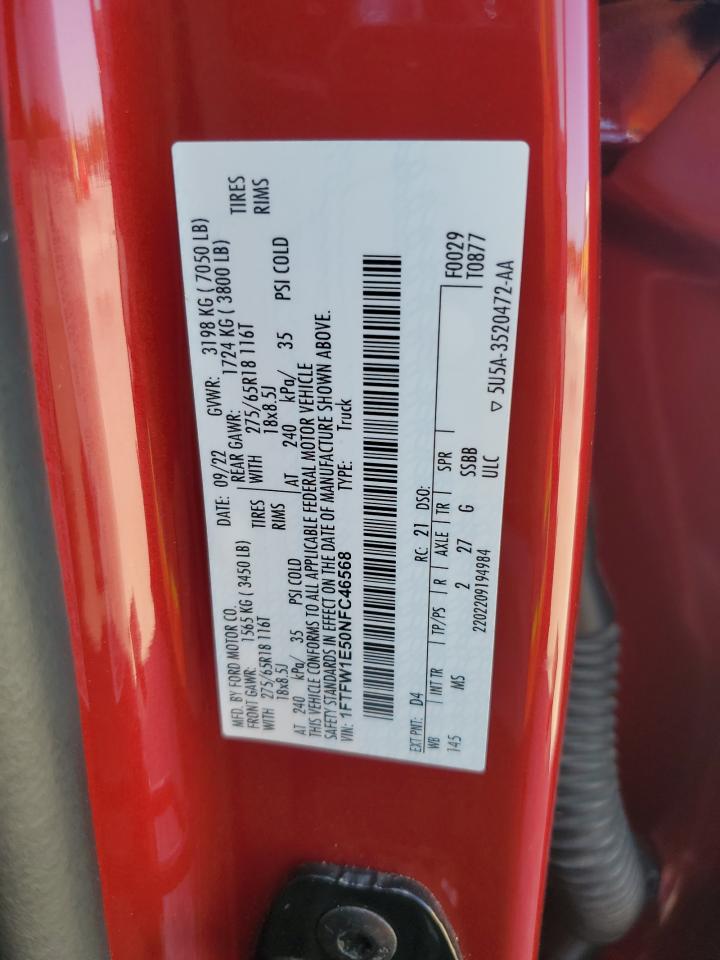 MFD. BY FORD MOTOR CO.
DATE: 09/22 GVWR: 3198 KG ( 7050 LB)
FRONT GAWR: 1565 KG ( 3450 LB) REAR GAWR: 1724 KG ( 3800 LB)
WITH 275/65R18 116T TIRES WITH 275/65R18 116T TIRES
18x8.5J RIMS 18x8.5J RIMS
AT 240 kPa/ 35 PSI COLD AT 240 kPa/ 35 PSI COLD
THIS VEHICLE CONFORMS TO ALL APPLICABLE FEDERAL MOTOR VEHICLE
SAFETY STANDARDS IN EFFECT ON THE DATE OF MANUFACTURE SHOWN ABOVE.
VIN: 1FTFW1E50NFC46568 TYPE: Truck
EXT PNT: D4 RC: 21 DSO: F0029
WB INT TR TP/PS R AXLE TR SPR T0877
145 MS 2 27 G SSBB
2202209194984 ULC ▽ 5U5A-3520472-AA